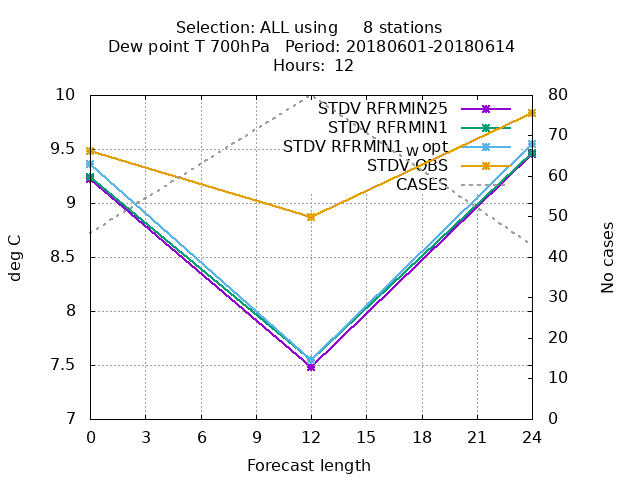 Selection: ALL using     8 stations
Dew point T 700hPa   Period: 20180601-20180614
Hours: 12
STDV RFRMIN25
STDV RFRMIN1
STDV RFRMIN1_w opt
STDV OBS
CASES
10
9.5
9
8.5
8
7.5
7
deg C
80
70
60
50
40
30
20
10
0
No cases
0 3 6 9 12 15 18 21 24
Forecast length